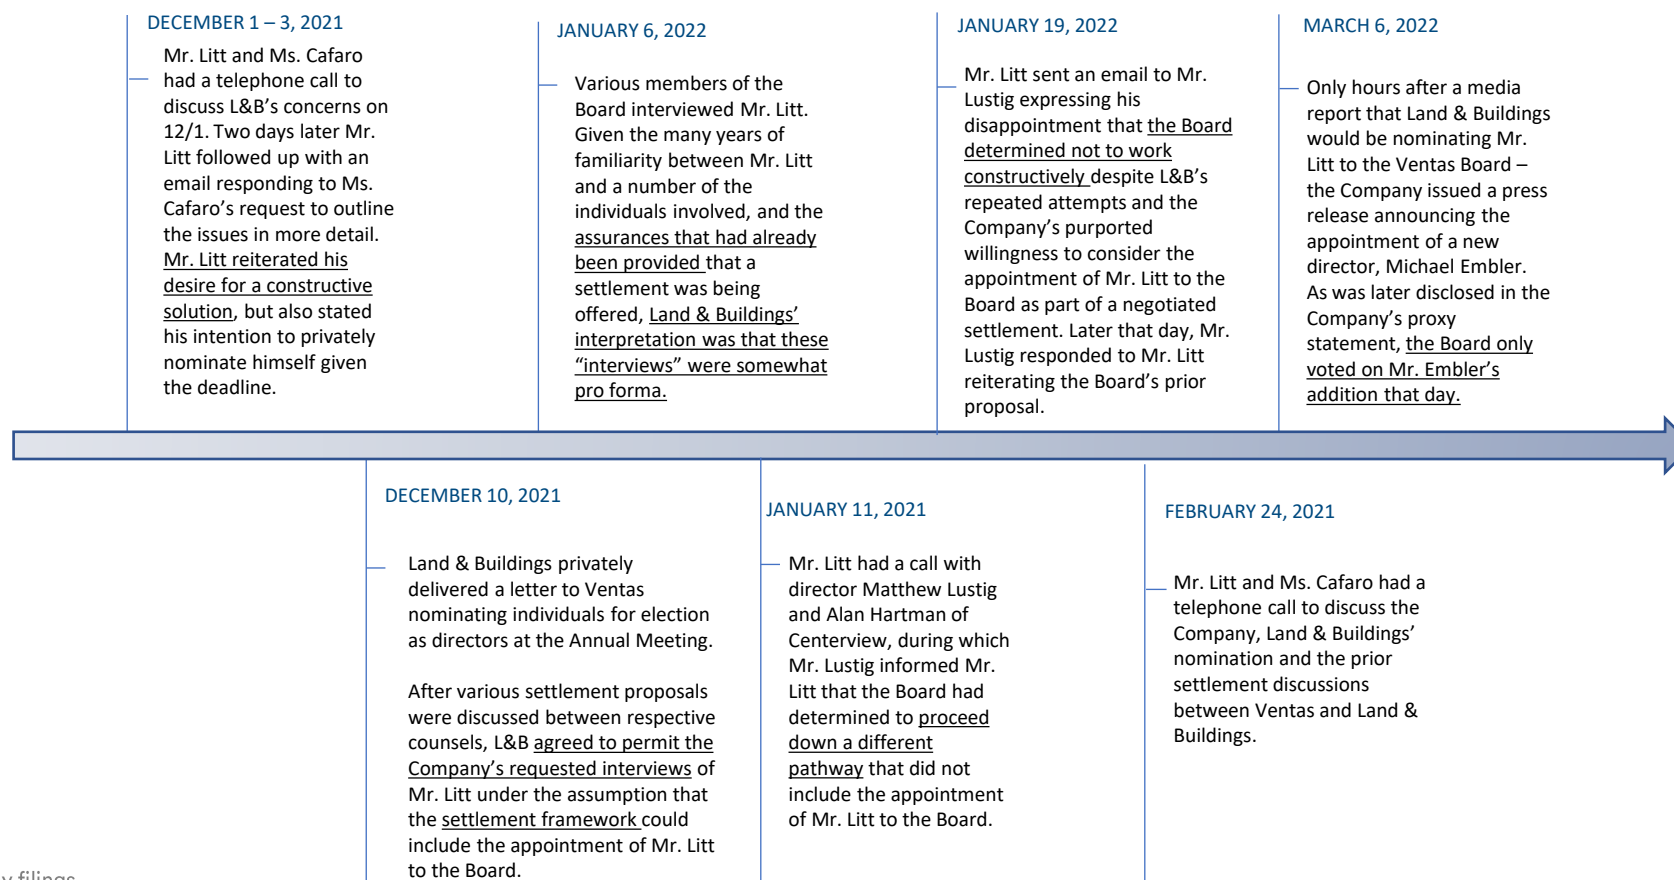 DECEMBER 1 – 3, 2021
Mr. Litt and Ms. Cafaro
had a telephone call to
discuss L&B's concerns on
12/1. Two days later Mr.
Litt followed up with an
email responding to Ms.
Cafaro's request to outline
the issues in more detail.
Mr. Litt reiterated his
desire for a constructive
solution, but also stated
his intention to privately
nominate himself given
the deadline.
JANUARY 6, 2022
Various members of the
Board interviewed Mr. Litt.
Given the many years of
familiarity between Mr. Litt
and a number of the
individuals involved, and the
assurances that had already
been provided that a
settlement was being
offered, Land & Buildings'
interpretation was that these
“interviews” were somewhat
pro forma.
JANUARY 19, 2022
Mr. Litt sent an email to Mr.
Lustig expressing his
disappointment that the Board
determined not to work
constructively despite L&B's
repeated attempts and the
Company's purported
willingness to consider the
appointment of Mr. Litt to the
Board as part of a negotiated
settlement. Later that day, Mr.
Lustig responded to Mr. Litt
reiterating the Board's prior
proposal.
MARCH 6, 2022
Only hours after a media
report that Land & Buildings
would be nominating Mr.
Litt to the Ventas Board –
the Company issued a press
release announcing the
appointment of a new
director, Michael Embler.
As was later disclosed in the
Company's proxy
statement, the Board only
voted on Mr. Embler's
addition that day.
DECEMBER 10, 2021
Land & Buildings privately
delivered a letter to Ventas
nominating individuals for election
as directors at the Annual Meeting.
After various settlement proposals
were discussed between respective
counsels, L&B agreed to permit the
Company's requested interviews of
Mr. Litt under the assumption that
the settlement framework could
include the appointment of Mr. Litt
to the Board.
JANUARY 11, 2021
Mr. Litt had a call with
director Matthew Lustig
and Alan Hartman of
Centerview, during which
Mr. Lustig informed Mr.
Litt that the Board had
determined to proceed
down a different
pathway that did not
include the appointment
of Mr. Litt to the Board.
FEBRUARY 24, 2021
Mr. Litt and Ms. Cafaro had a
telephone call to discuss the
Company, Land & Buildings'
nomination and the prior
settlement discussions
between Ventas and Land &
Buildings.
filings